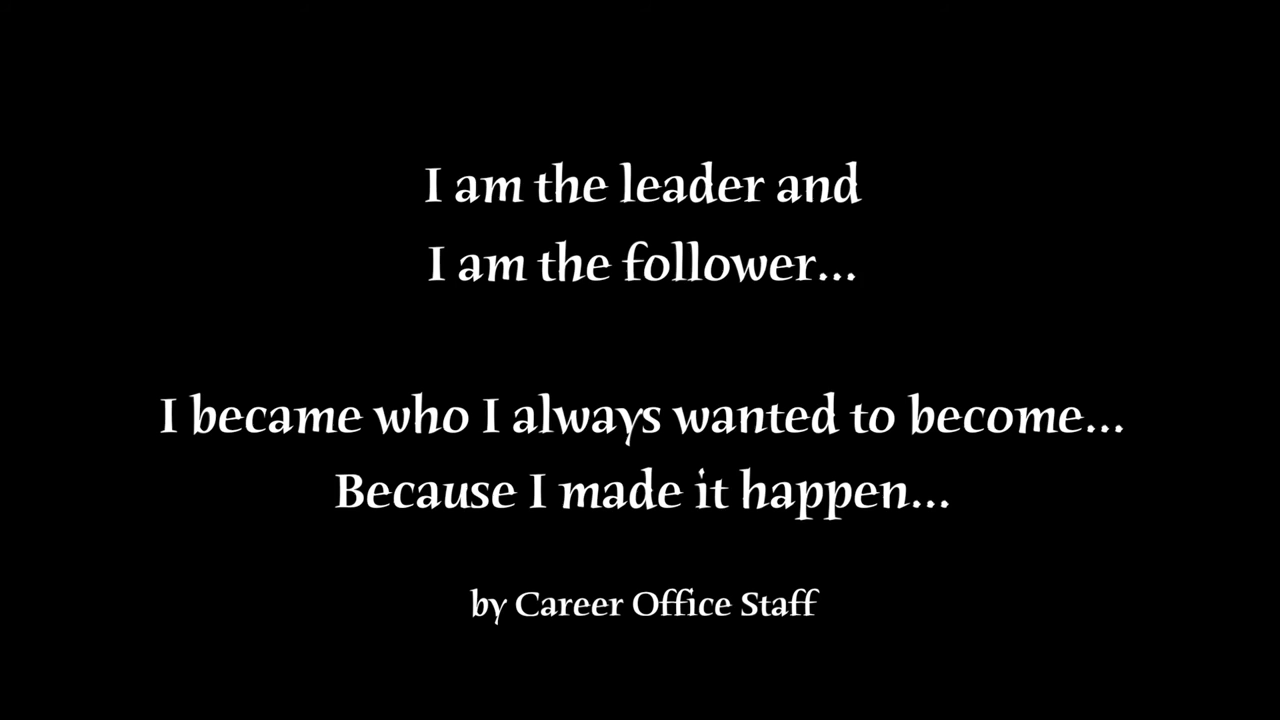 I am the leader and
I am the follower...
I became who I always wanted to become...
Because I made it happen...
by Career Office Staff